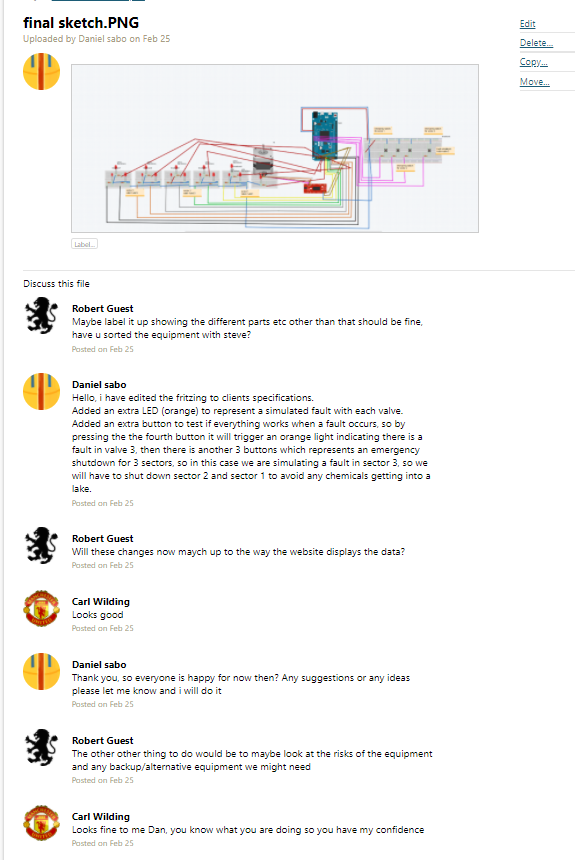 final sketch.PNG
Uploaded by Daniel sabo on Feb 25
Edit
Delete...
Copy...
Move...
Label...
Discuss this file
Robert Guest
Maybe label it up showing the different parts etc other than that should be fine,
have u sorted the equipment with steve?
Posted on Feb 25
Daniel sabo
Hello, i have edited the fritzing to clients specifications.
Added an extra LED (orange) to represent a simulated fault with each valve.
Added an extra button to test if everything works when a fault occurs, so by
pressing the the fourth button it will trigger an orange light indicating there is a
fault in valve 3, then there is another 3 buttons which represents an emergency
shutdown for 3 sectors, so in this case we are simulating a fault in sector 3, so we
will have to shut down sector 2 and sector 1 to avoid any chemicals getting into a
lake.
Posted on Feb 25
Robert Guest
Will these changes now maych up to the way the website displays the data?
Posted on Feb 25
Carl Wilding
Looks good
Posted on Feb 25
Daniel sabo
Thank you, so everyone is happy for now then? Any suggestions or any ideas
please let me know and i will do it
Posted on Feb 25
Robert Guest
The other other thing to do would be to maybe look at the risks of the equipment
and any backup/alternative equipment we might need
Posted on Feb 25
Carl Wilding
Looks fine to me Dan, you know what you are doing so you have my confidence
Posted on Feb 25